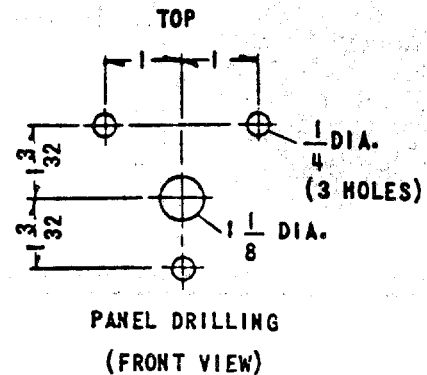 TOP
1 1
1 3/32
1/4 DIA.
(3 HOLES)
1 3/32
1 1/8 DIA.
PANEL DRILLING
(FRONT VIEW)